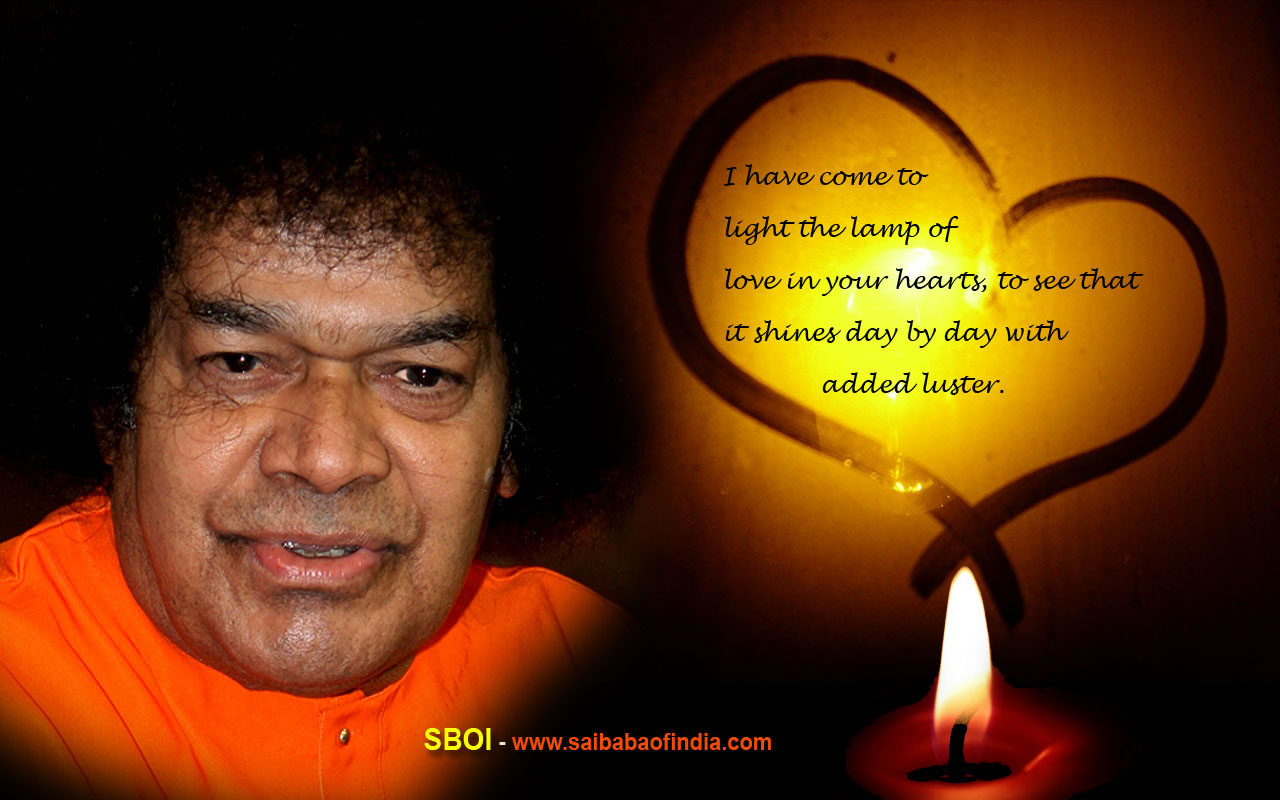 I have come to
light the lamp of
love in your hearts, to see that
it shines day by day with
added luster.
SBOI - www.saibabaofindia.com